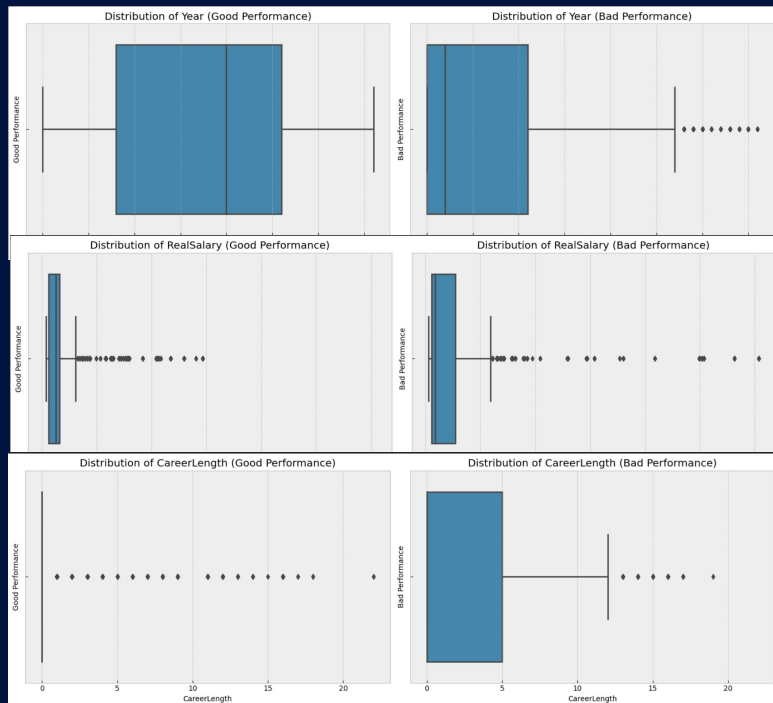 Distribution of Year (Good Performance)
Good Performance
Distribution of Year (Bad Performance)
Bad Performance
Distribution of RealSalary (Good Performance)
Good Performance
Distribution of RealSalary (Bad Performance)
Bad Performance
Distribution of CareerLength (Good Performance)
Good Performance
0 5 10 15 20
CareerLength
Distribution of CareerLength (Bad Performance)
Bad Performance
0 5 10 15 20
CareerLength